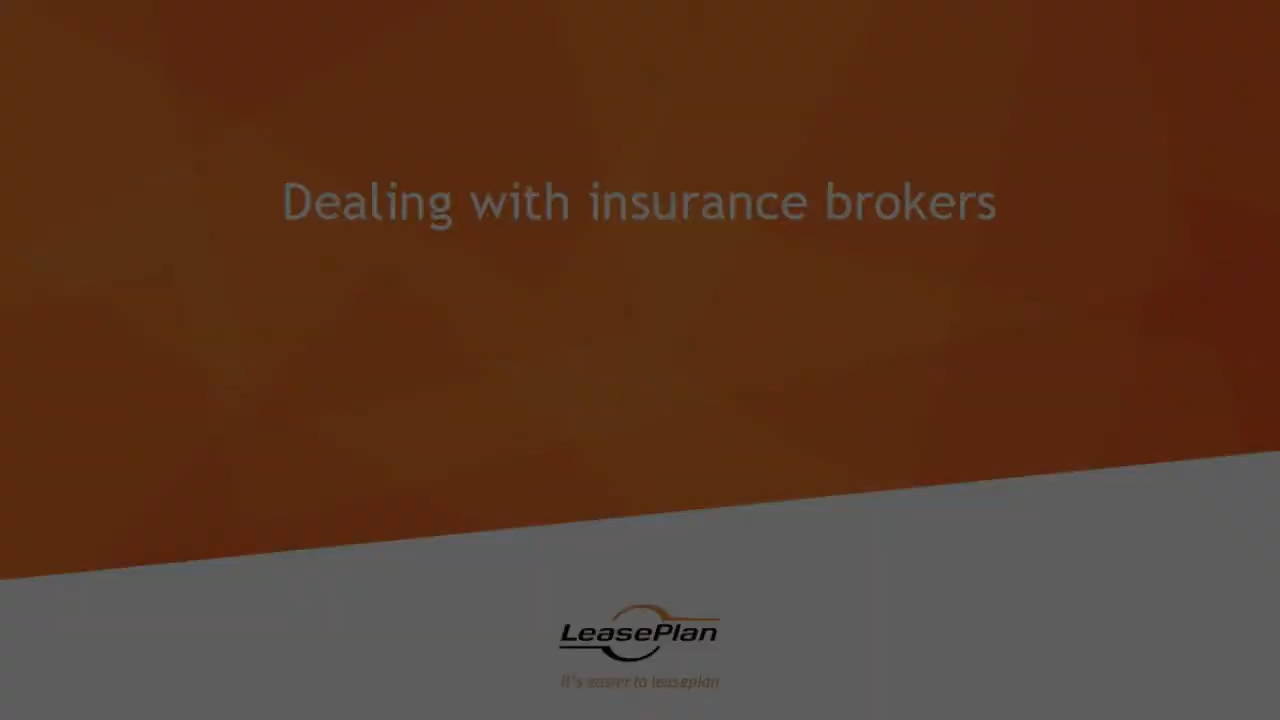 Dealing with insurance brokers
LeasePlan
It's easier to leaseplan